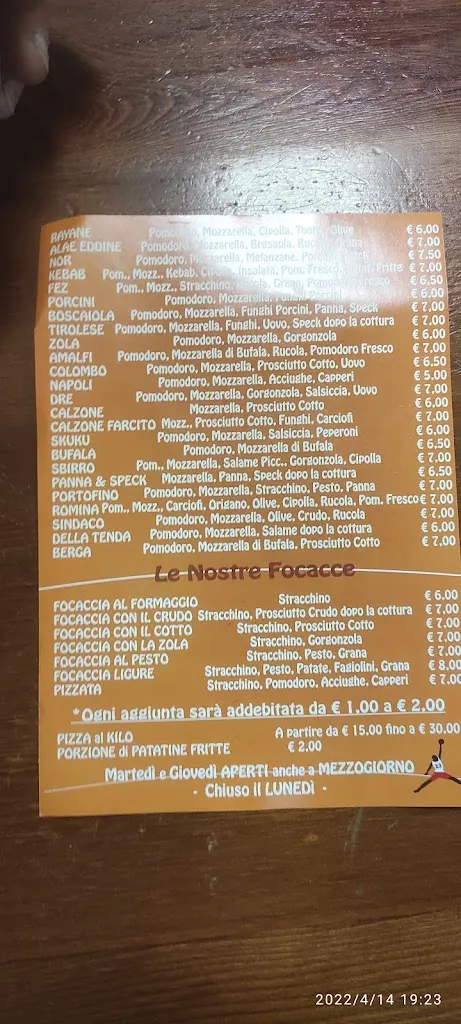 RAYANE Pomodoro, Mozzarella, Cipolla, Tonno, Olive € 6.00
ALAE EDDINE Pomodoro, Mozzarella, Bresaola, Rucola, Grana € 7.00
NOR Pomodoro, Mozzarella, Melanzane, Porcini, € 7.50
KEBAB Pom., Mozz., Kebab, Cipolla, Insalata, Pom. Fresco, Fritte € 7.00
FEZ Pom., Mozz., Stracchino, Rucola, Grana, Pomodoro Fresco € 6.50
PORCINI Pomodoro, Mozzarella, Funghi Porcini € 6.00
BOSCAIOLA Pomodoro, Mozzarella, Funghi Porcini, Panna, Speck € 7.00
TIROLESE Pomodoro, Mozzarella, Funghi, Uovo, Speck dopo la cottura € 7.00
ZOLA Pomodoro, Mozzarella, Gorgonzola € 6.00
AMALFI Pomodoro, Mozzarella di Bufala, Rucola, Pomodoro Fresco € 7.00
COLOMBO Pomodoro, Mozzarella, Prosciutto Cotto, Uovo € 6.50
NAPOLI Pomodoro, Mozzarella, Acciughe, Capperi € 5.00
DRE Pomodoro, Mozzarella, Gorgonzola, Salsiccia, Uovo € 7.00
CALZONE Mozzarella, Prosciutto Cotto € 6.00
CALZONE FARCITO Mozz., Prosciutto Cotto, Funghi, Carciofi € 7.00
SKUKU Pomodoro, Mozzarella, Salsiccia, Peperoni € 6.00
BUFALA Pomodoro, Mozzarella di Bufala € 6.50
SBIRRO Pom., Mozzarella, Salame Picc., Gorgonzola, Cipolla € 7.00
PANNA & SPECK Mozzarella, Panna, Speck dopo la cottura € 6.50
PORTOFINO Pomodoro, Mozzarella, Stracchino, Pesto, Panna € 7.00
ROMINA Pom., Mozz., Carciofi, Origano, Olive, Cipolla, Rucola, Pom. Fresco € 7.00
SINDACO Pomodoro, Mozzarella, Olive, Crudo, Rucola € 7.00
DELLA TENDA Pomodoro, Mozzarella, Salame dopo la cottura € 6.00
BERGA Pomodoro, Mozzarella di Bufala, Prosciutto Cotto € 7.00
Le Nostre Focacce
FOCACCIA AL FORMAGGIO Stracchino € 6.00
FOCACCIA CON IL CRUDO Stracchino, Prosciutto Crudo dopo la cottura € 7.00
FOCACCIA CON IL COTTO Stracchino, Prosciutto Cotto € 7.00
FOCACCIA CON LA ZOLA Stracchino, Gorgonzola € 7.00
FOCACCIA AL PESTO Stracchino, Pesto, Grana € 7.00
FOCACCIA LIGURE Stracchino, Pesto, Patate, Fagiolini, Grana € 8.00
PIZZATA Stracchino, Pomodoro, Acciughe, Capperi € 7.00
*Ogni aggiunta sarà addebitata da € 1.00 a € 2,00
PIZZA al KILO A partire da € 15,00 fino a € 30,00
PORZIONE di PATATINE FRITTE € 2,00
Martedì e Giovedì APERTI anche a MEZZOGIORNO
- Chiuso il LUNEDÌ -
2022/4/14 19:23